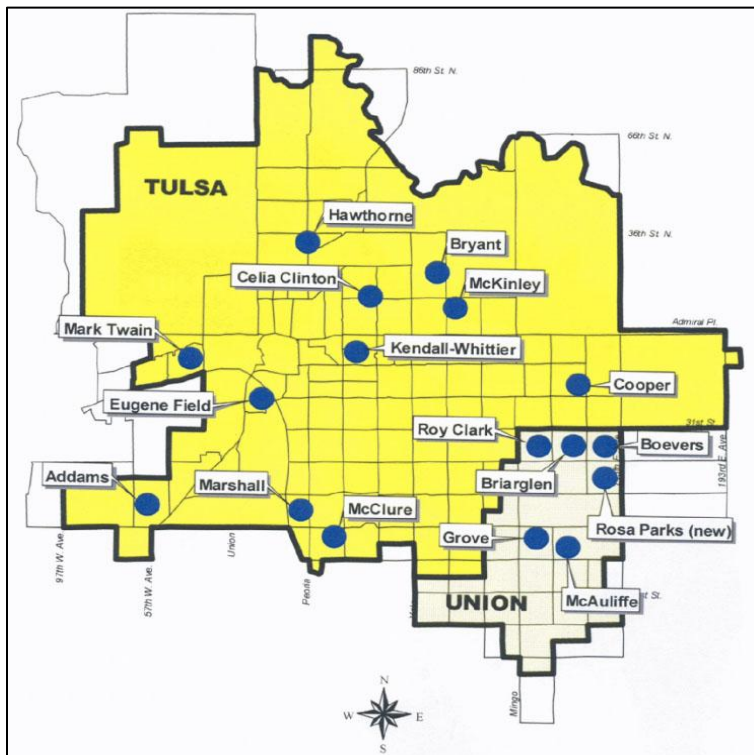 86th St. N.
66th St. N.
TULSA
Hawthorne
36th St. N.
Bryant
Celia Clinton
McKinley
Admiral Pl.
Mark Twain
Kendall-Whittier
Cooper
Eugene Field
31st St.
Roy Clark
Boevers
Briarglen
193rd E. Ave.
Addams
Marshall
McClure
Rosa Parks (new)
Grove
McAuliffe
97th W. Ave.
57th W. Ave.
Union
Peoria
UNION
St.
Mingo
N
W
E
S